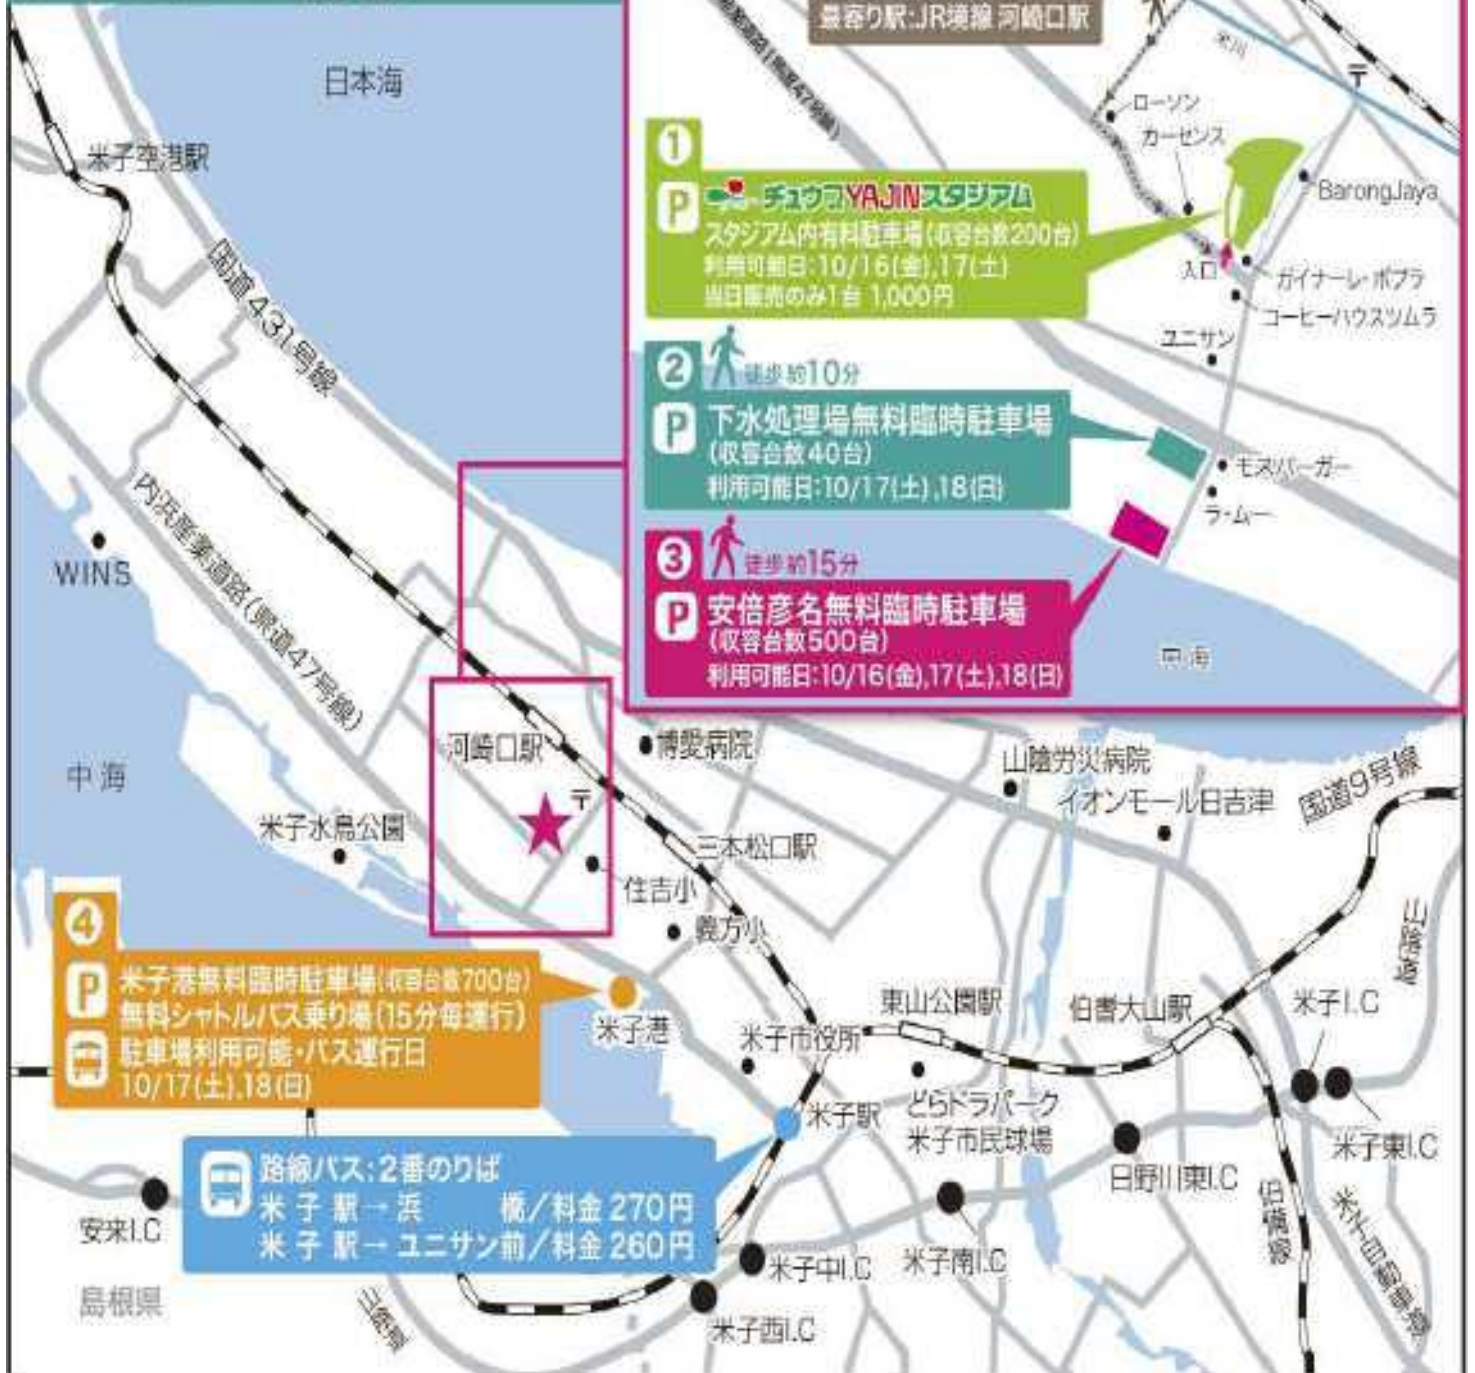 最寄り駅:JR境線 河崎口駅
米川
〒
ローソン
カーセンス
BarongJaya
入口
ガイナーレ・ポプラ
コーヒーハウスツムラ
ユニサン
モスバーガー
ラ・ムー
中海
1
P チュウブYAJINスタジアム
スタジアム内有料駐車場(収容台数200台)
利用可能日:10/16(金),17(土)
当日販売のみ1台 1,000円
2 徒歩約10分
P 下水処理場無料臨時駐車場
(収容台数40台)
利用可能日:10/17(土),18(日)
3 徒歩約15分
P 安倍彦名無料臨時駐車場
(収容台数500台)
利用可能日:10/16(金),17(土),18(日)
日本海
米子空港駅
国道431号線
内浜産業道路(県道47号線)
WINS
中海
河崎口駅
〒
博愛病院
米子水鳥公園
三本松口駅
住吉小
義方小
山陰労災病院
イオンモール日吉津
国道9号線
山陰線
4
P 米子港無料臨時駐車場(収容台数700台)
無料シャトルバス乗り場(15分毎運行)
駐車場利用可能・バス運行日
10/17(土),18(日)
米子港
米子市役所
東山公園駅
伯耆大山駅
米子I.C
米子駅
どらドラパーク
米子市民球場
日野川東I.C
米子東I.C
路線バス:2番のりば
米子駅→浜 橋/料金 270円
米子駅→ユニサン前/料金 260円
安来I.C
島根県
米子中I.C
米子南I.C
米子西I.C
伯備線
山陰線